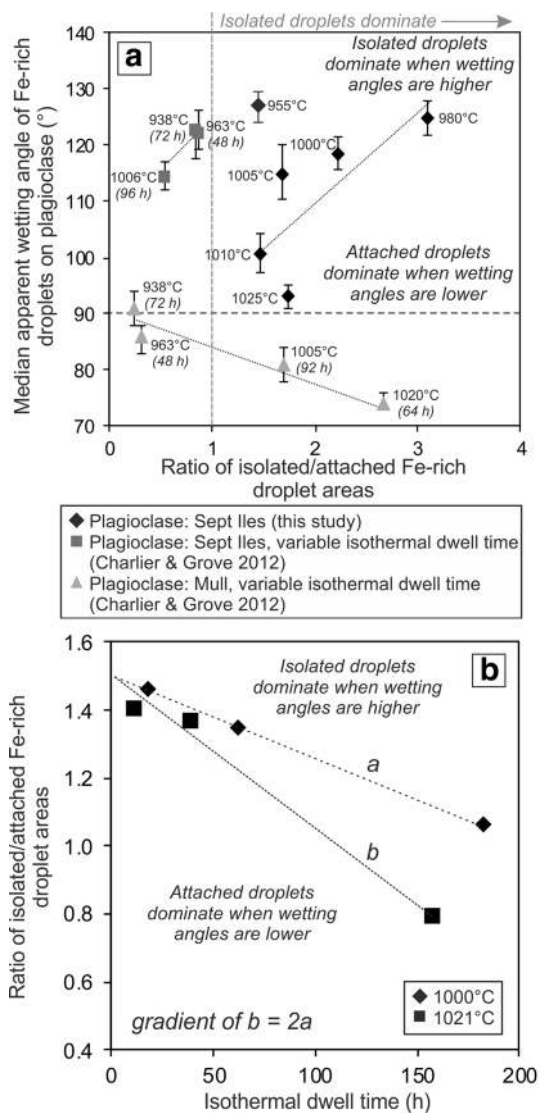 Isolated droplets dominate
a
Isolated droplets
dominate when wetting
angles are higher
Median apparent wetting angle of Fe-rich
droplets on plagioclase (°)
140
130
120
110
100
90
80
70
938°C
(72 h)
963°C
(48 h)
955°C
980°C
1000°C
1005°C
1006°C
(96 h)
1010°C
Attached droplets
dominate when wetting
angles are lower
1025°C
938°C
(72 h)
963°C
(48 h)
1005°C
(92 h)
1020°C
(64 h)
0 1 2 3 4
Ratio of isolated/attached Fe-rich
droplet areas
Plagioclase: Sept Iles (this study)
Plagioclase: Sept Iles, variable isothermal dwell time
(Charlier & Grove 2012)
Plagioclase: Mull, variable isothermal dwell time
(Charlier & Grove 2012)
b
Isolated droplets
dominate when wetting
angles are higher
Ratio of isolated/attached Fe-rich
droplet areas
1.6
1.4
1.2
1.0
0.8
0.6
0.4
a
b
Attached droplets
dominate when wetting
angles are lower
gradient of b = 2a
1000°C
1021°C
0 50 100 150 200
Isothermal dwell time (h)